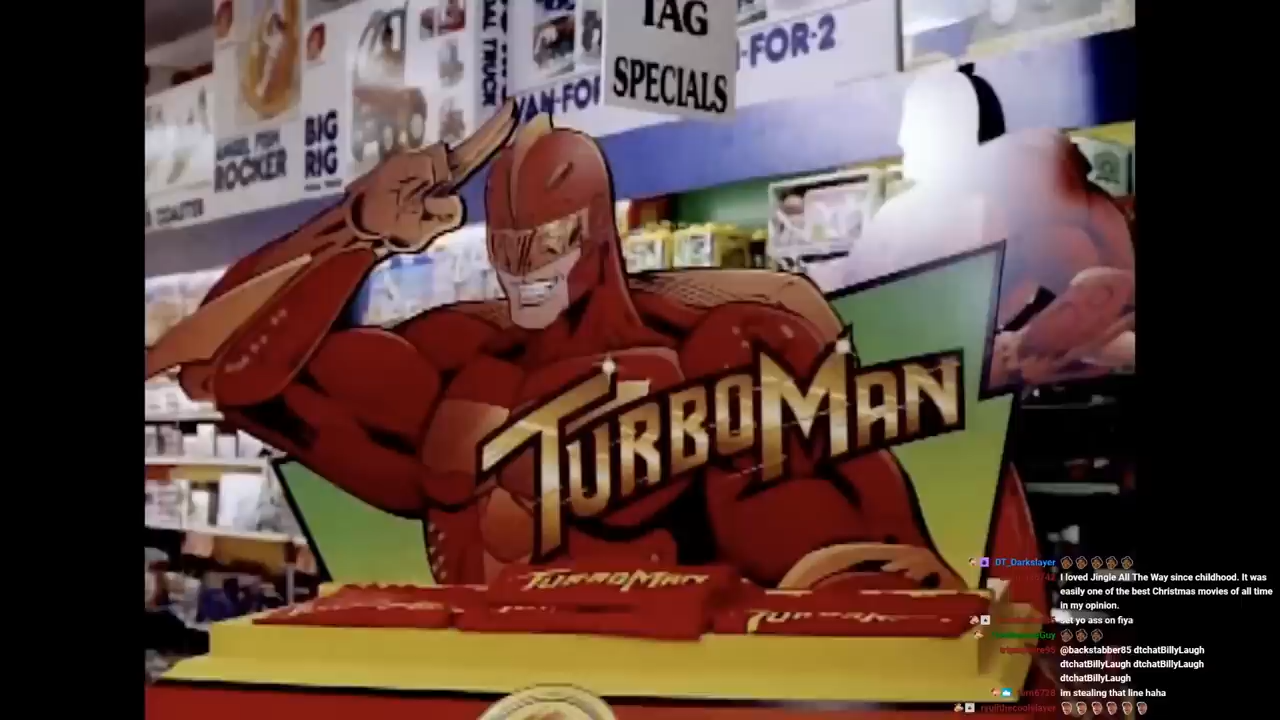 TAG
SPECIALS
-FOR-2
BIG
RIG
ROCKER
COASTER
TRUCK
TURBOMAN
TURBOMAN
DT_Darkslayer
I loved Jingle All The Way since childhood. It was
easily one of the best Christmas movies of all time
in my opinion.
set yo ass on fiya
@backstabber85 dtchatBillyLaugh
dtchatBillyLaugh dtchatBillyLaugh
dtchatBillyLaugh
im stealing that line haha